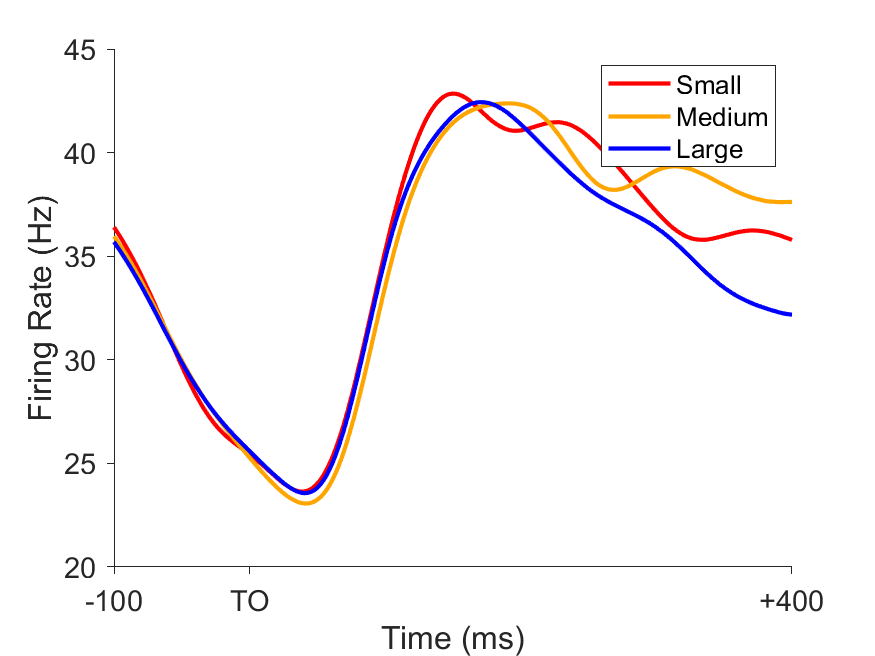 45
40
35
30
25
20
Firing Rate (Hz)
Small
Medium
Large
-100
TO
+400
Time (ms)